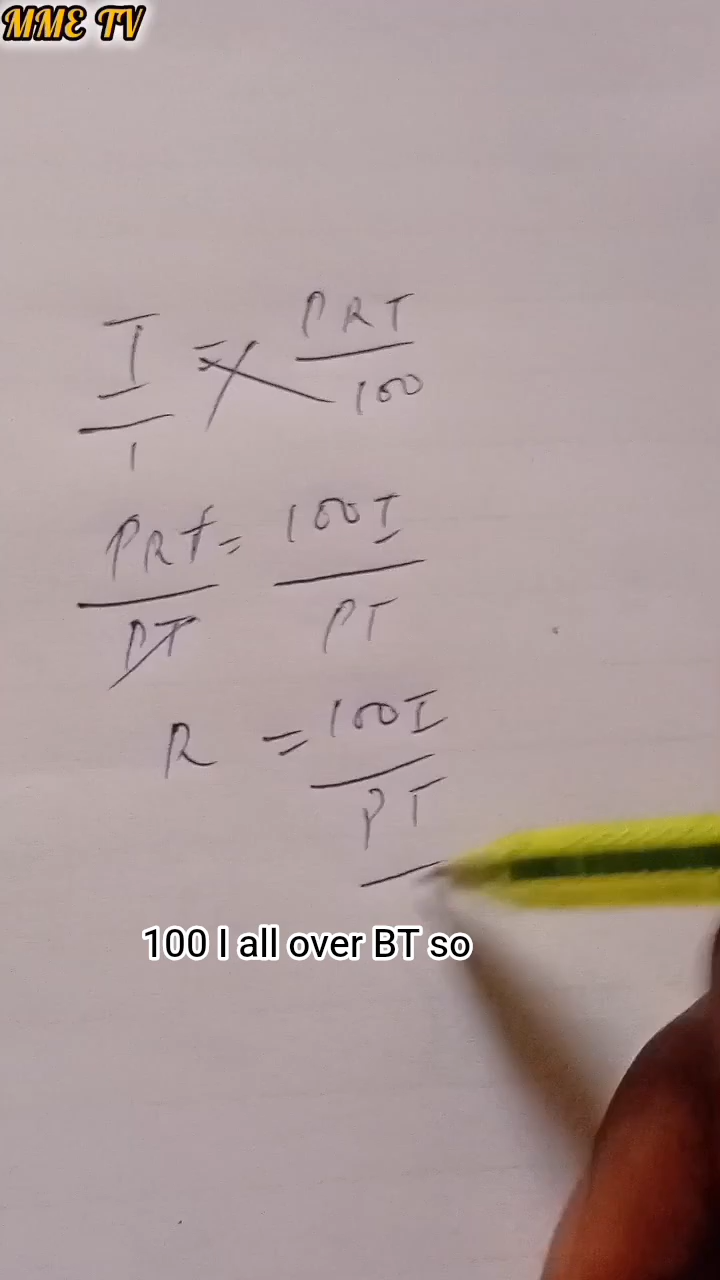 MME TV
I/1 = PRT/100
PRT/PT = 100I/PT
R = 100I/PT
100 I all over BT so